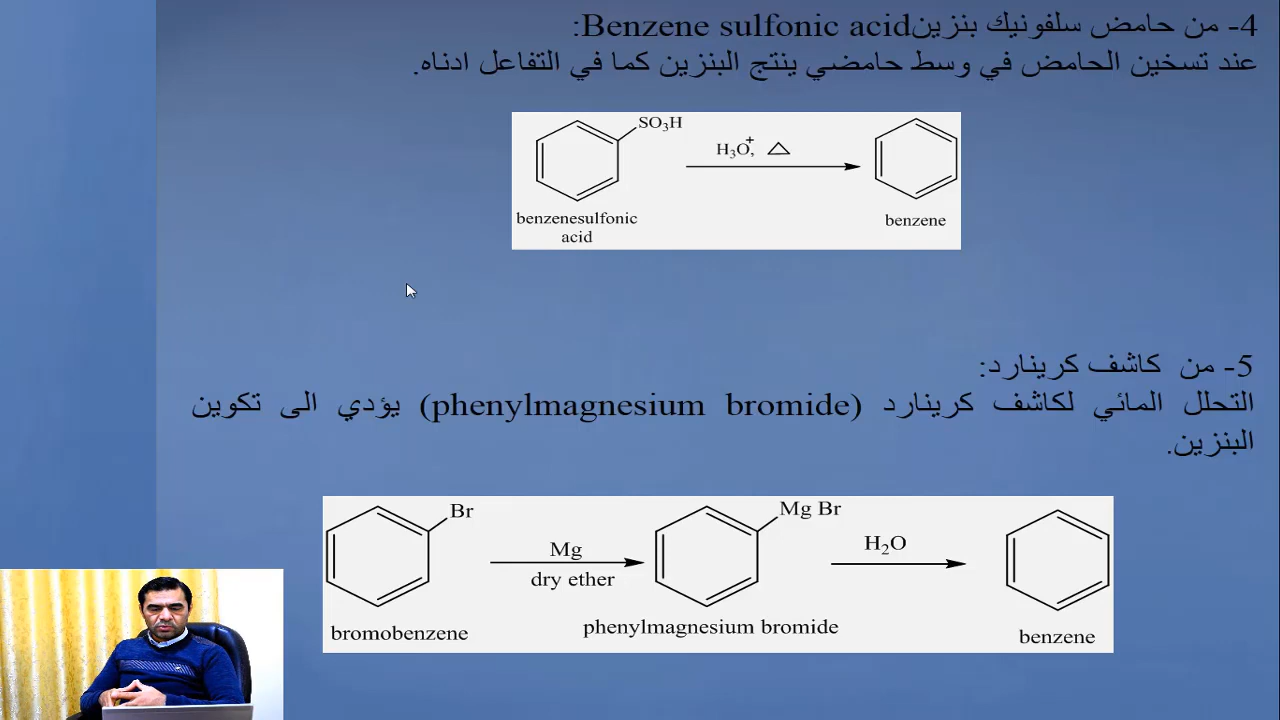 4- من حامض سلفونيك بنزين Benzene sulfonic acid:
عند تسخين الحامض في وسط حامضي ينتج البنزين كما في التفاعل ادناه.
SO3H
H3O+, △
benzenesulfonic
acid
benzene
5- من كاشف كرينارد:
التحلل المائي لكاشف كرينارد (phenylmagnesium bromide) يؤدي الى تكوين
البنزين.
Br
Mg
dry ether
Mg Br
H2O
bromobenzene
phenylmagnesium bromide
benzene